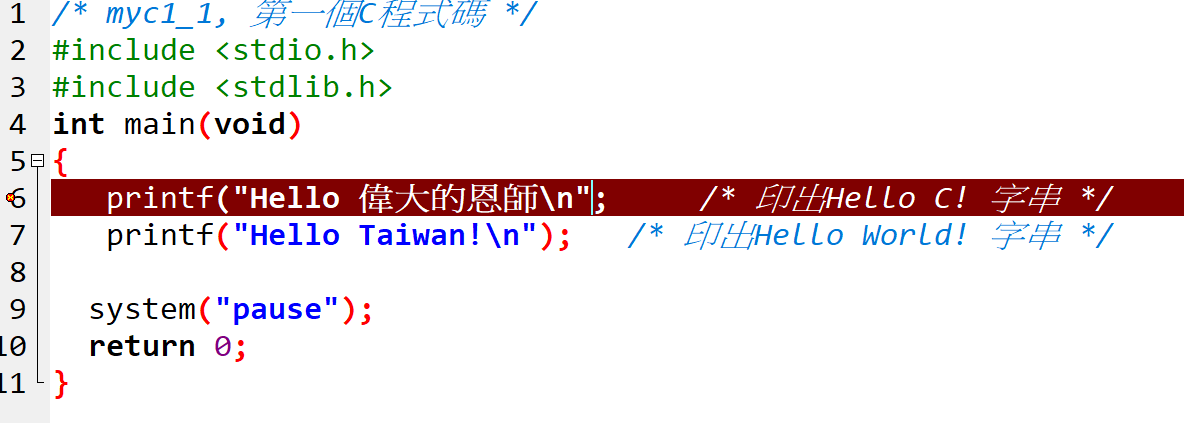 1 /* myc1_1, 第一個C程式碼 */
2 #include <stdio.h>
3 #include <stdlib.h>
4 int main(void)
5 {
6 printf("Hello 偉大的恩師\n"; /* 印出Hello C! 字串 */
7 printf("Hello Taiwan!\n"); /* 印出Hello World! 字串 */
8
9 system("pause");
10 return 0;
11 }